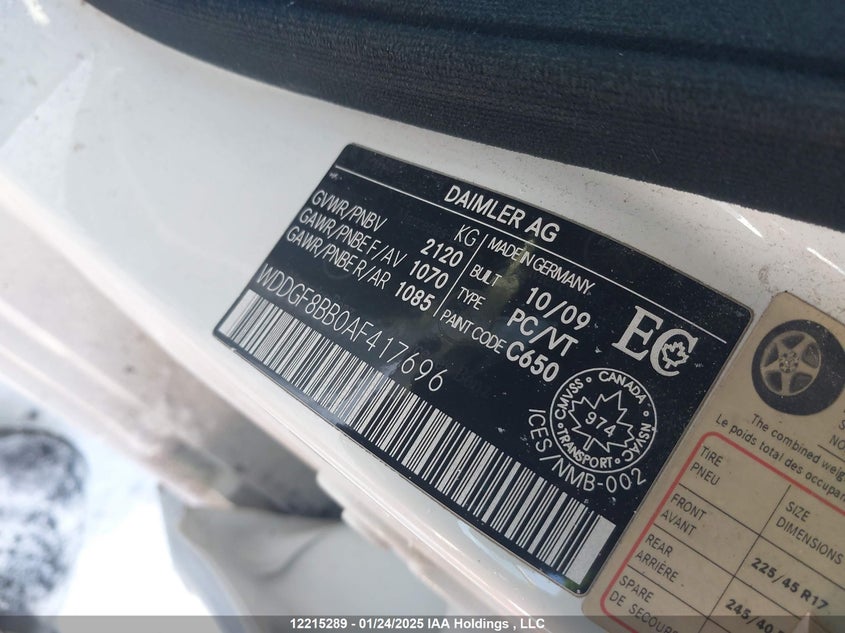 DAIMLER AG
GVWR/PNBV 2120 KG
GAWR/PNBE F/AV 1070
GAWR/PNBE R/AR 1085
MADE IN GERMANY
BUILT 10/09
TYPE PC/VT
PAINT CODE C650
WDDGF8BB0AF417696
EC
CANADA
CMVSS NSVAC
974
TRANSPORT
ICES/NMB-002
The combined weig
Le poids total des occupan
TIRE
PNEU
SIZE
DIMENSIONS
FRONT
AVANT
225/45 R17
REAR
ARRIÈRE
245/40
SPARE
DE SECOURS
12215289 - 01/24/2025 IAA Holdings , LLC